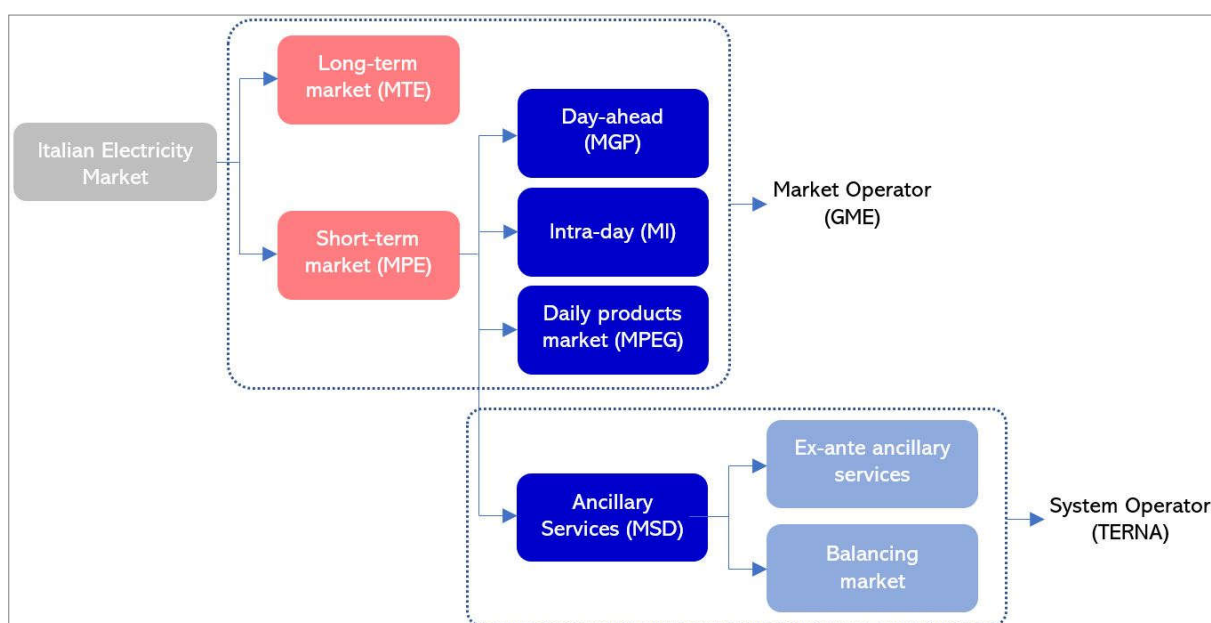 Italian Electricity
Market
Long-term
market (MTE)
Short-term
market (MPE)
Day-ahead
(MGP)
Intra-day (MI)
Daily products
market (MPEG)
Market Operator
(GME)
Ancillary
Services (MSD)
Ex-ante ancillary
services
Balancing
market
System Operator
(TERNA)